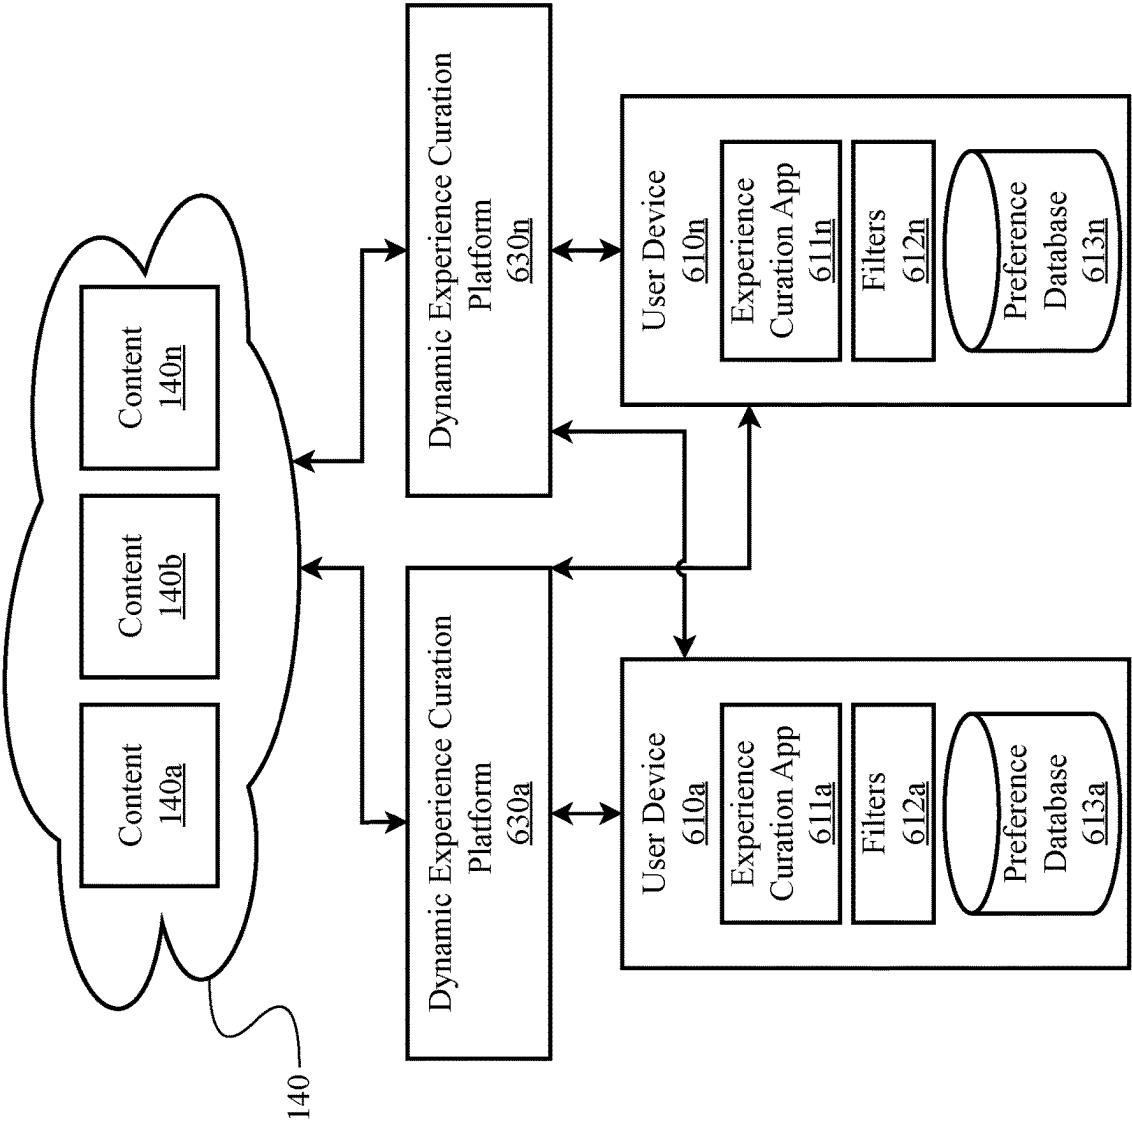 140
Content
140a
Content
140b
Content
140n
Dynamic Experience Curation
Platform
630a
Dynamic Experience Curation
Platform
630n
User Device
610a
Experience
Curation App
611a
Filters
612a
Preference
Database
613a
User Device
610n
Experience
Curation App
611n
Filters
612n
Preference
Database
613n